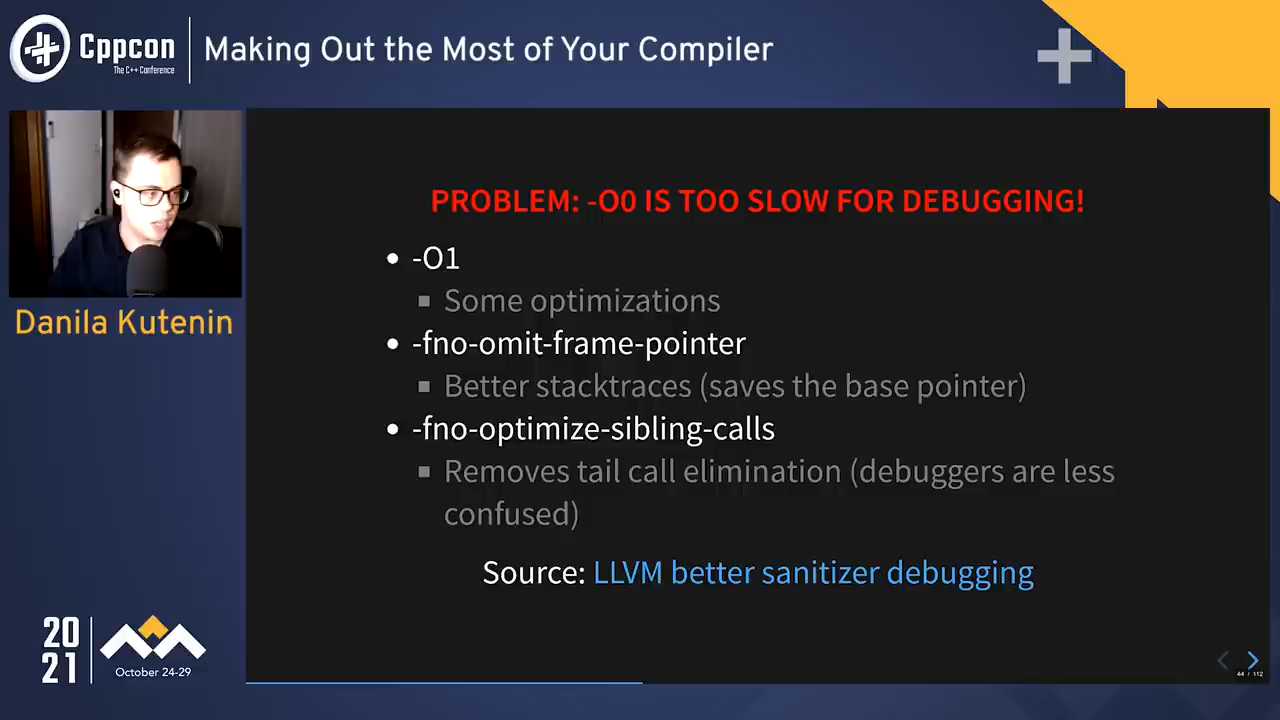 Cppcon
The C++ Conference
Making Out the Most of Your Compiler
Danila Kutenin
PROBLEM: -O0 IS TOO SLOW FOR DEBUGGING!
-O1
Some optimizations
-fno-omit-frame-pointer
Better stacktraces (saves the base pointer)
-fno-optimize-sibling-calls
Removes tail call elimination (debuggers are less
confused)
Source: LLVM better sanitizer debugging
20
21
October 24-29
44 / 112